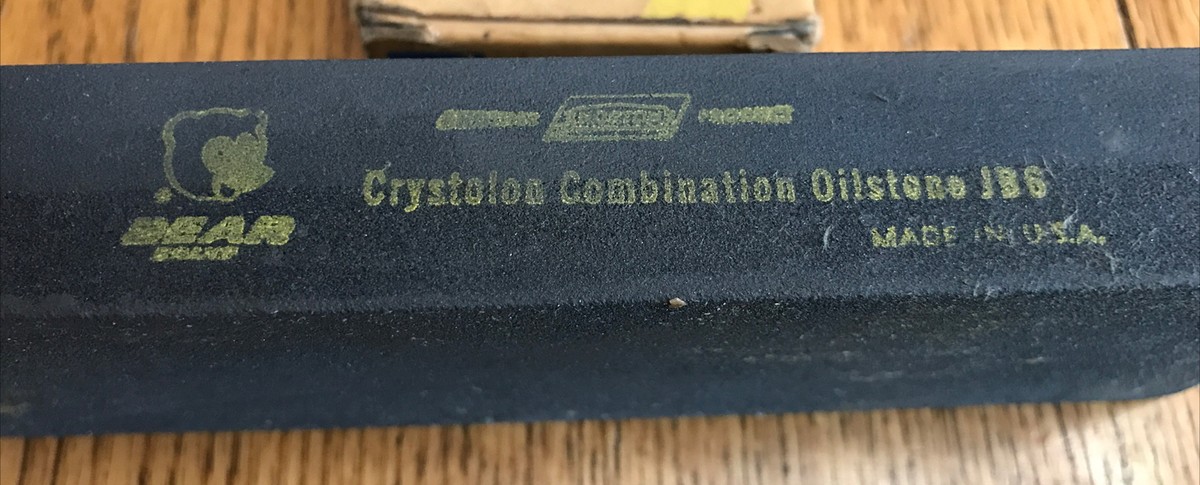 BEAR
Crystolon Combination Oilstone JB6
MADE IN U.S.A.